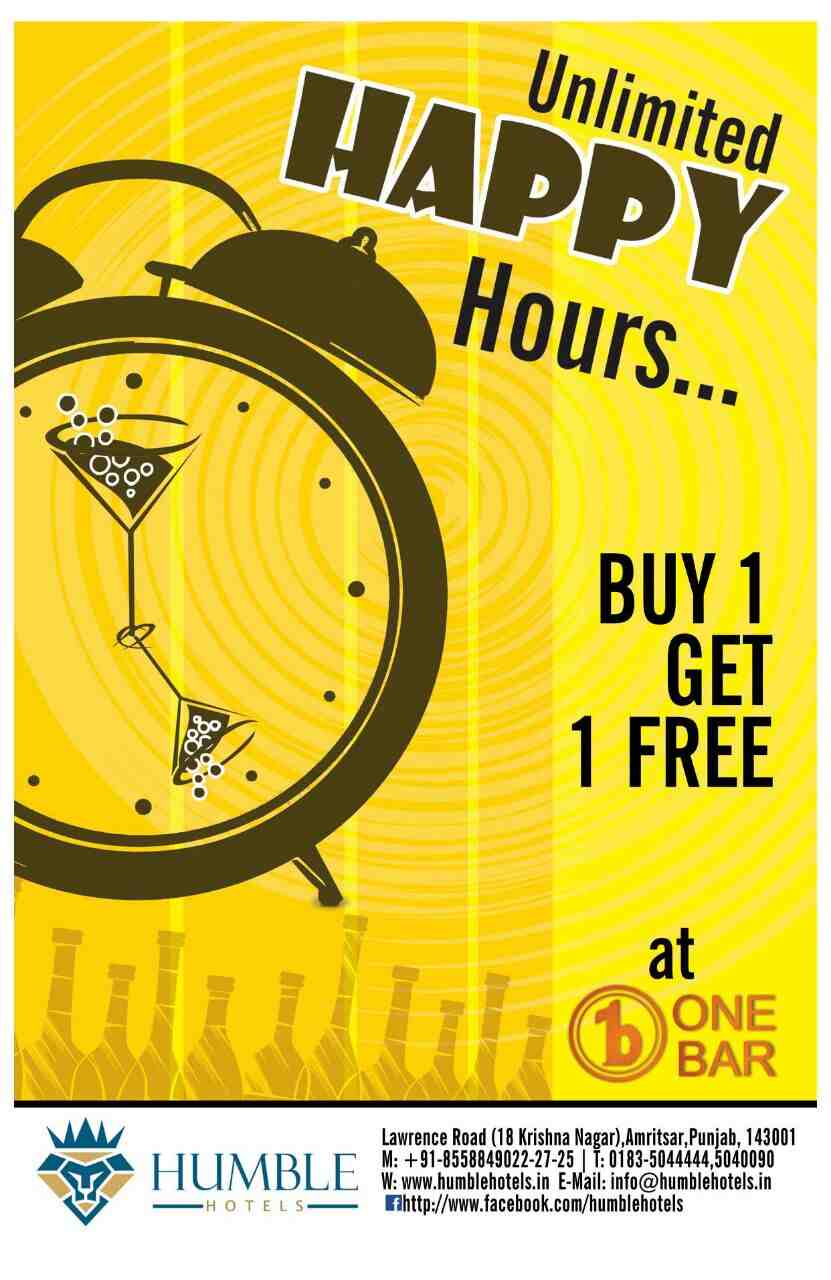 Unlimited
HAPPY
Hours...
BUY 1
GET
1 FREE
at
1b ONE
BAR
HUMBLE
HOTELS
Lawrence Road (18 Krishna Nagar),Amritsar,Punjab, 143001
M: +91-8558849022-27-25 | T: 0183-5044444,5040090
W: www.humblehotels.in E-Mail: info@humblehotels.in
f http://www.facebook.com/humblehotels